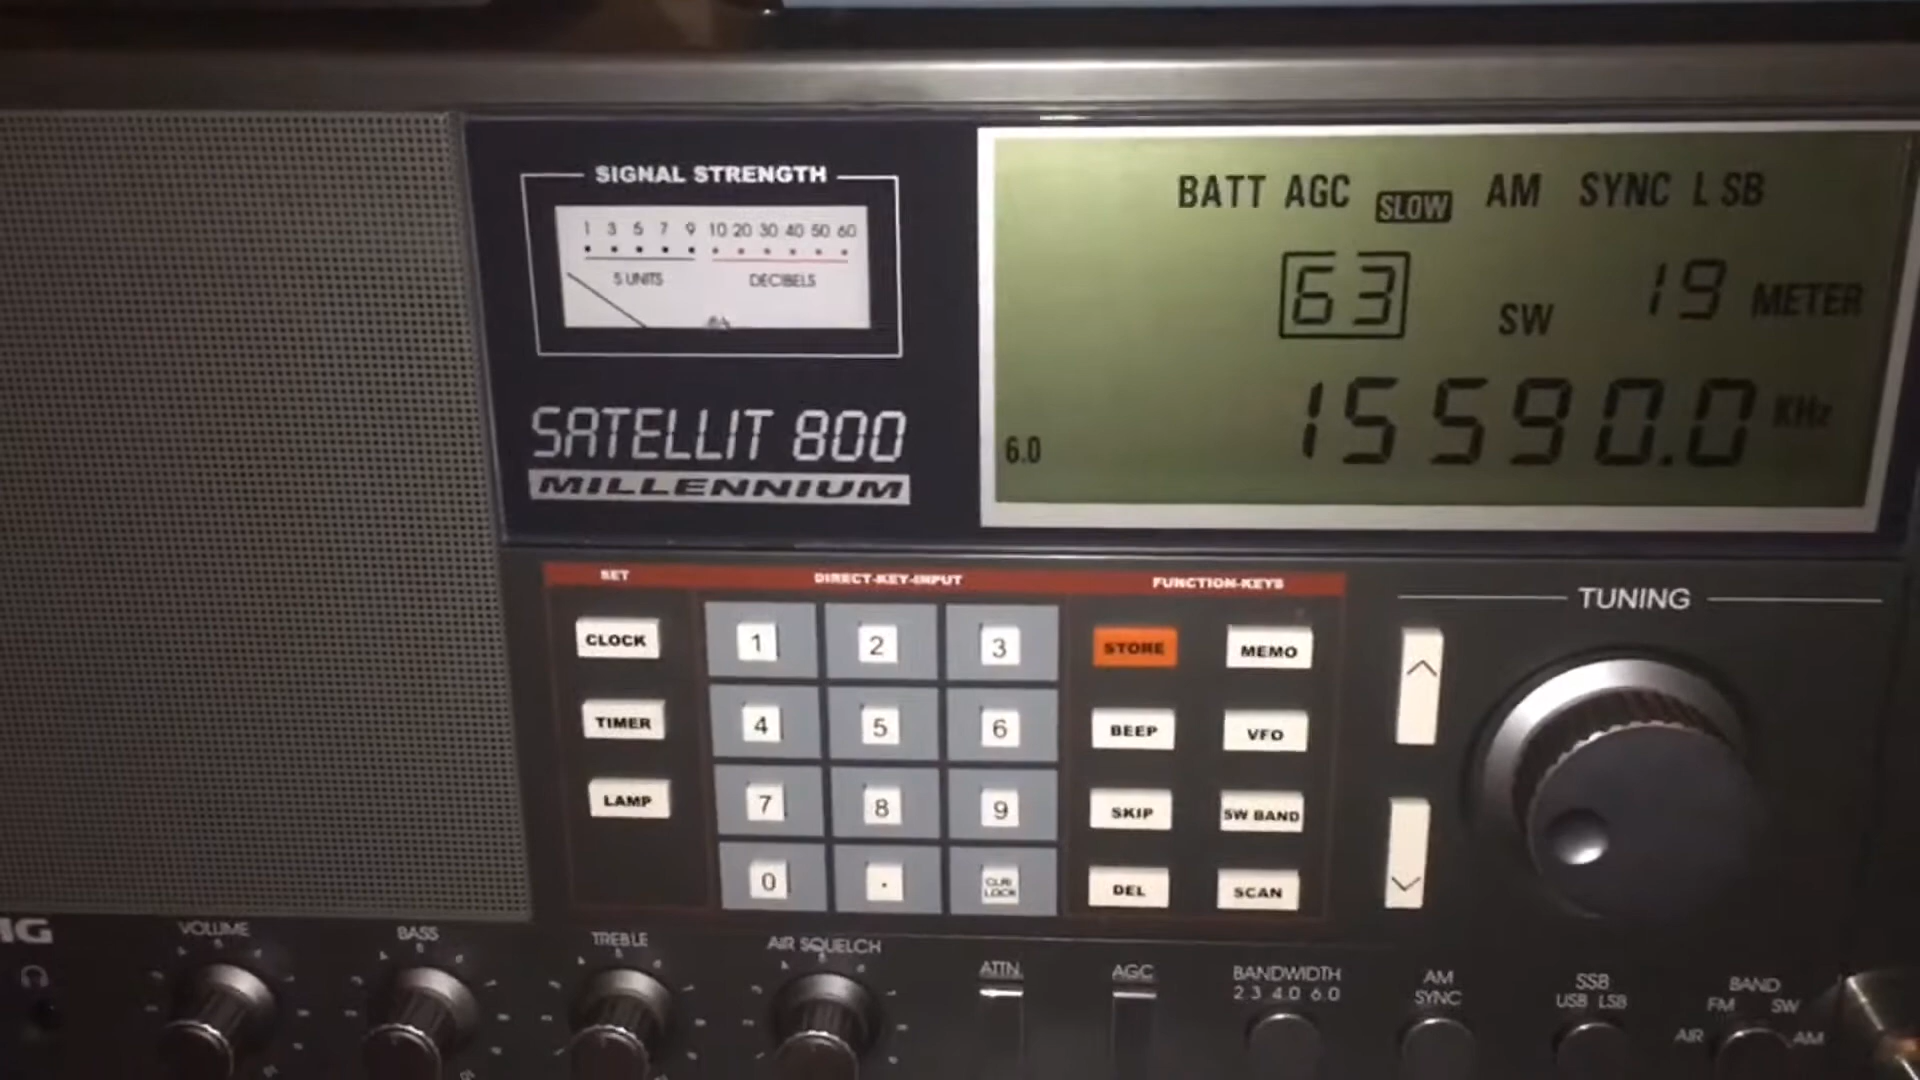 SIGNAL STRENGTH
1 3 5 7 9 10 20 30 40 50 60
S UNITS DECIBELS
SATELLIT 800
MILLENNIUM
BATT AGC SLOW AM SYNC LSB
63 SW 19 METER
6.0 15590.0 KHz
SET DIRECT-KEY-INPUT FUNCTION-KEYS
TUNING
CLOCK 1 2 3 STORE MEMO
TIMER 4 5 6 BEEP VFO
LAMP 7 8 9 SKIP SW BAND
0 . CLR/ LOCK DEL SCAN
IG
VOLUME BASS TREBLE AIR SQUELCH ATTN. AGC BANDWIDTH AM SSB BAND
2.3 4.0 6.0 SYNC USB LSB FM SW
AIR AM